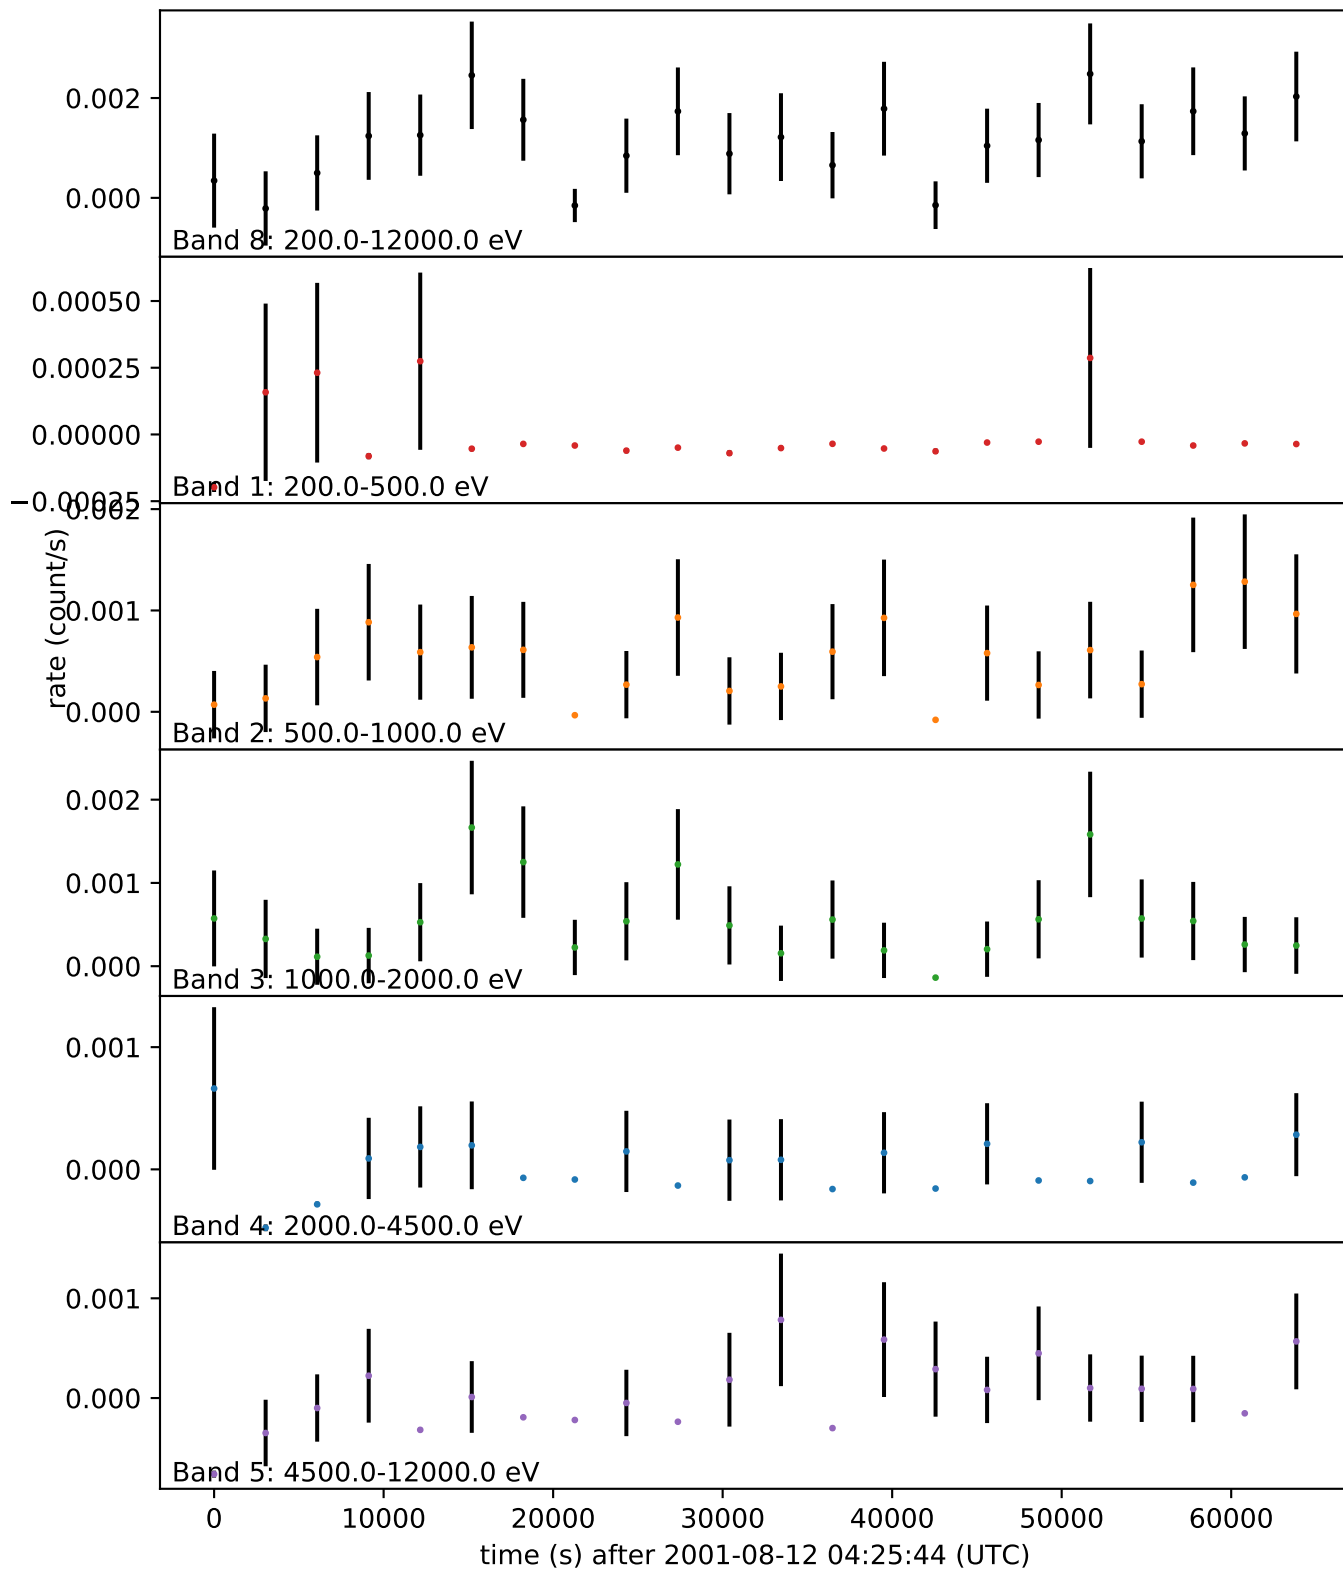 0.002
0.000
Band 8: 200.0-12000.0 eV
0.00050
0.00025
0.00000
−0.00025
Band 1: 200.0-500.0 eV
rate (count/s)
0.002
0.001
0.000
Band 2: 500.0-1000.0 eV
0.002
0.001
0.000
Band 3: 1000.0-2000.0 eV
0.001
0.000
Band 4: 2000.0-4500.0 eV
0.001
0.000
Band 5: 4500.0-12000.0 eV
0 10000 20000 30000 40000 50000 60000
time (s) after 2001-08-12 04:25:44 (UTC)